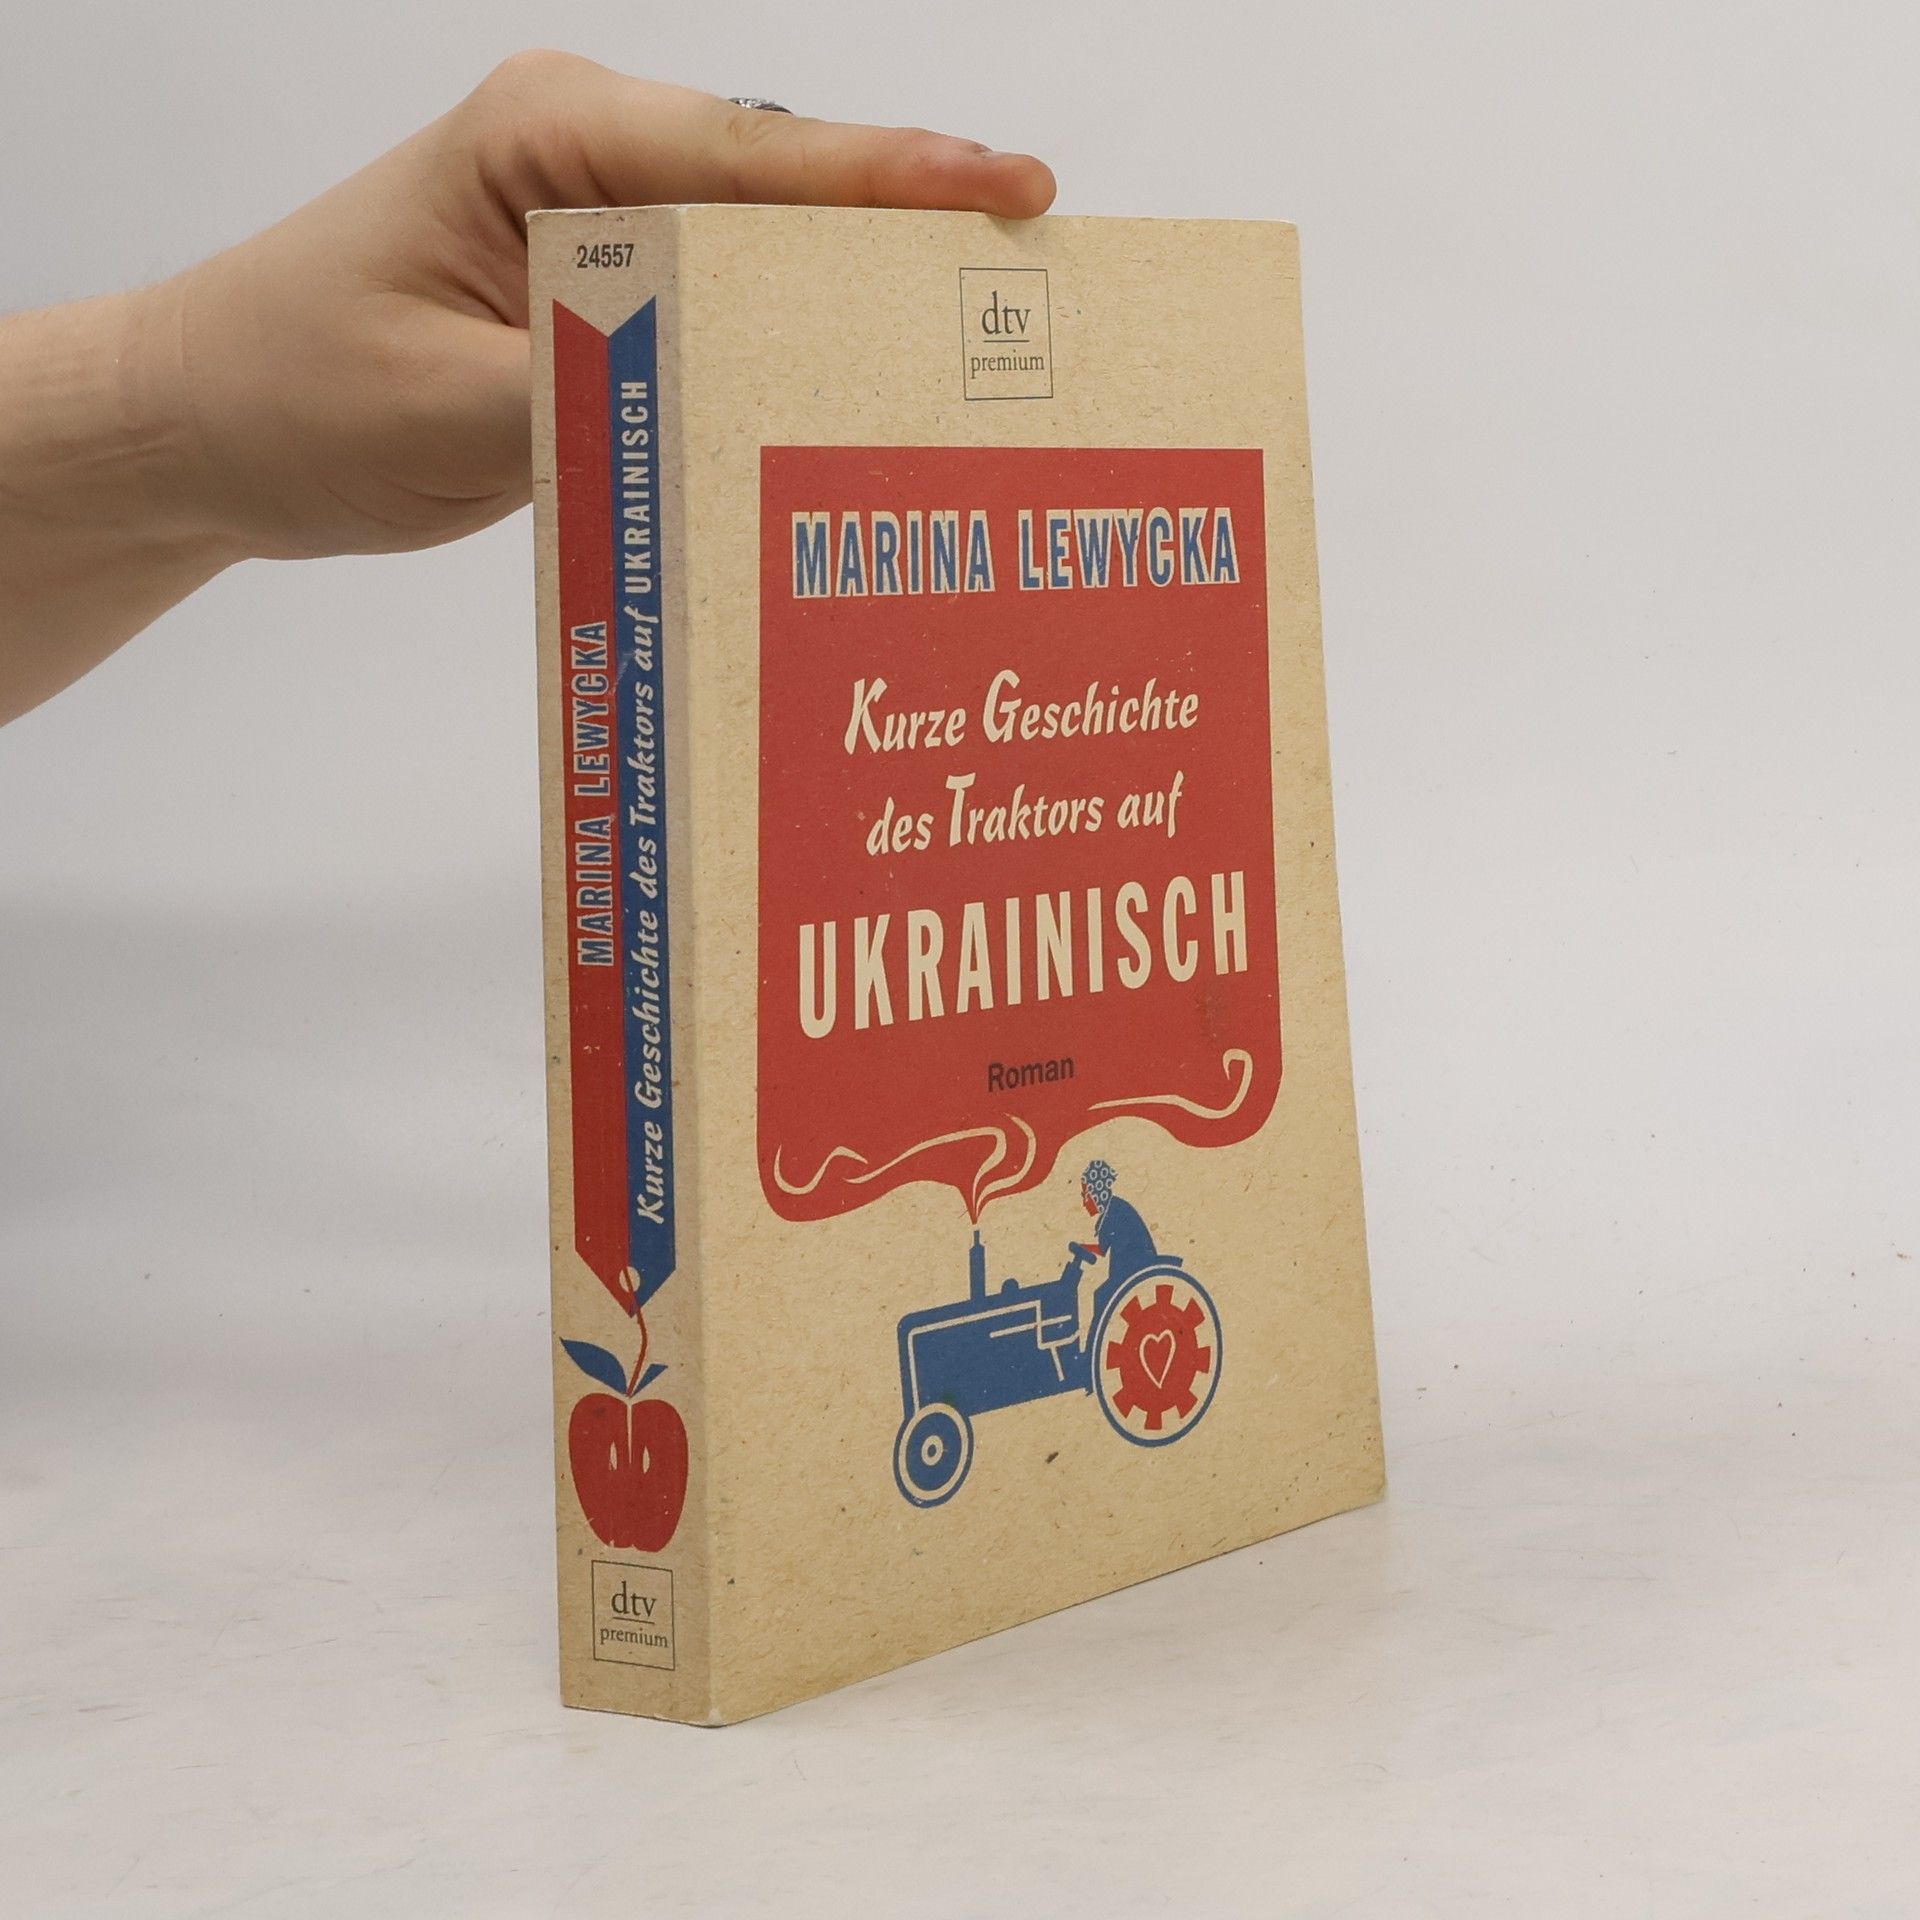 24557
MARINA LEWYCKA
Kurze Geschichte des Traktors auf UKRAINISCH
dtv
premium
dtv
premium
MARINA LEWYCKA
Kurze Geschichte
des Traktors auf
UKRAINISCH
Roman